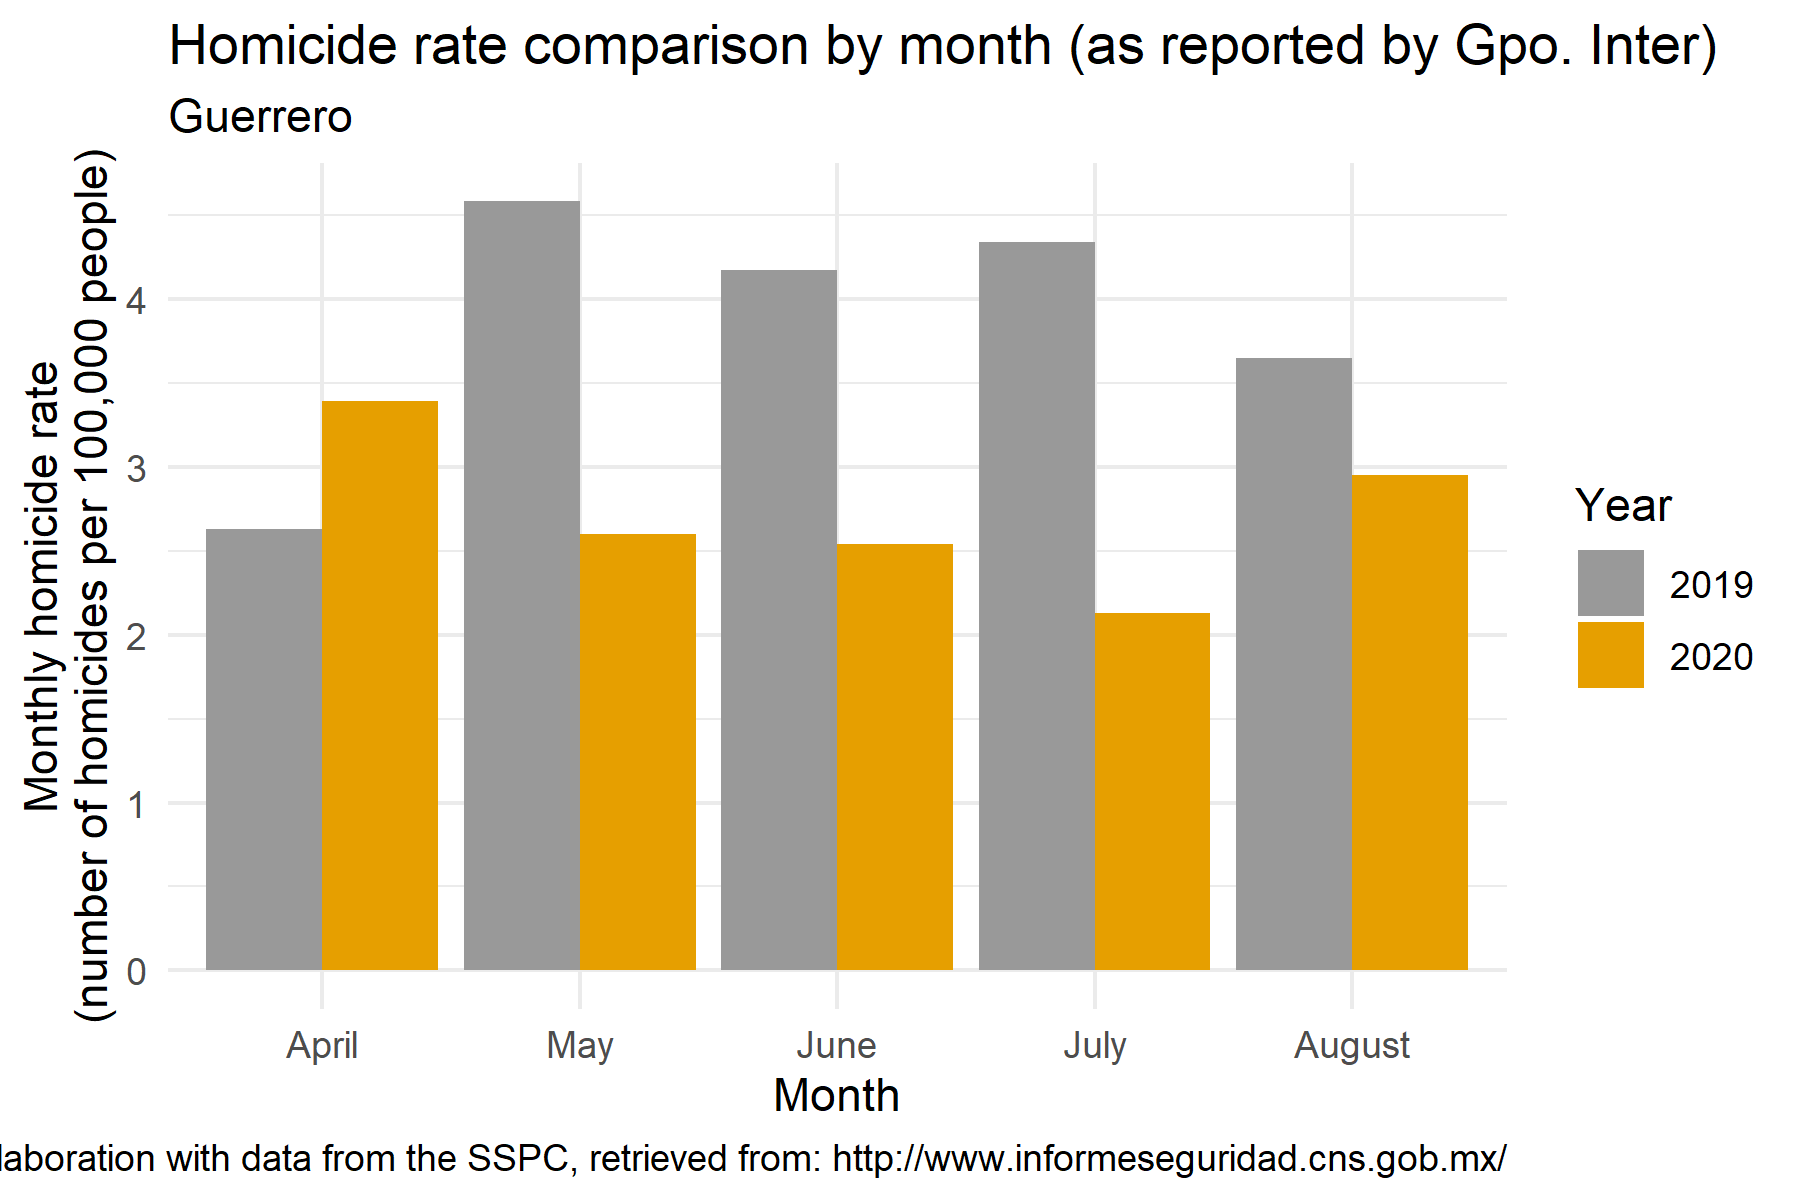 Homicide rate comparison by month (as reported by Gpo. Inter)
Guerrero
Monthly homicide rate
(number of homicides per 100,000 people)
4
3
2
1
0
April May June July August
Month
Year
2019
2020
laboration with data from the SSPC, retrieved from: http://www.informeseguridad.cns.gob.mx/